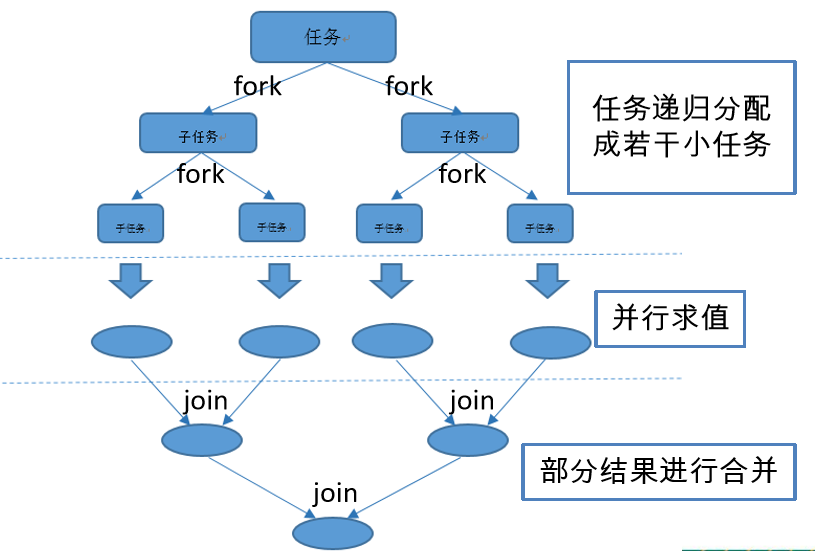 任务
fork
fork
任务递归分配
成若干小任务
子任务
子任务
fork
fork
子任务
子任务
子任务
子任务
并行求值
join
join
部分结果进行合并
join